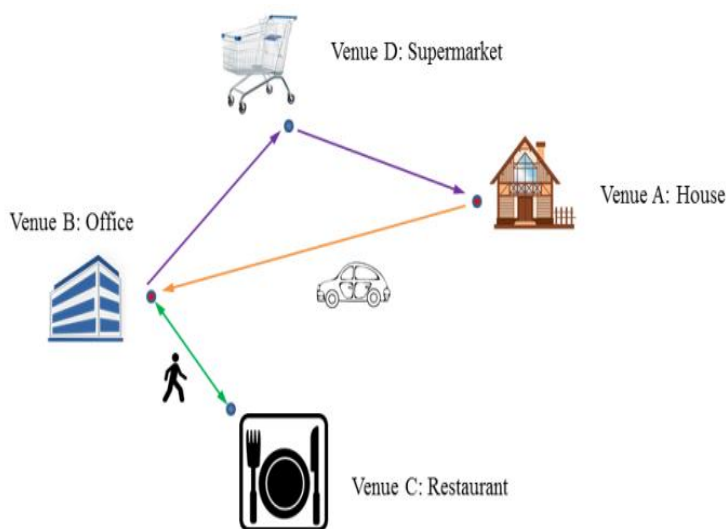 Venue D: Supermarket
Venue A: House
Venue B: Office
Venue C: Restaurant